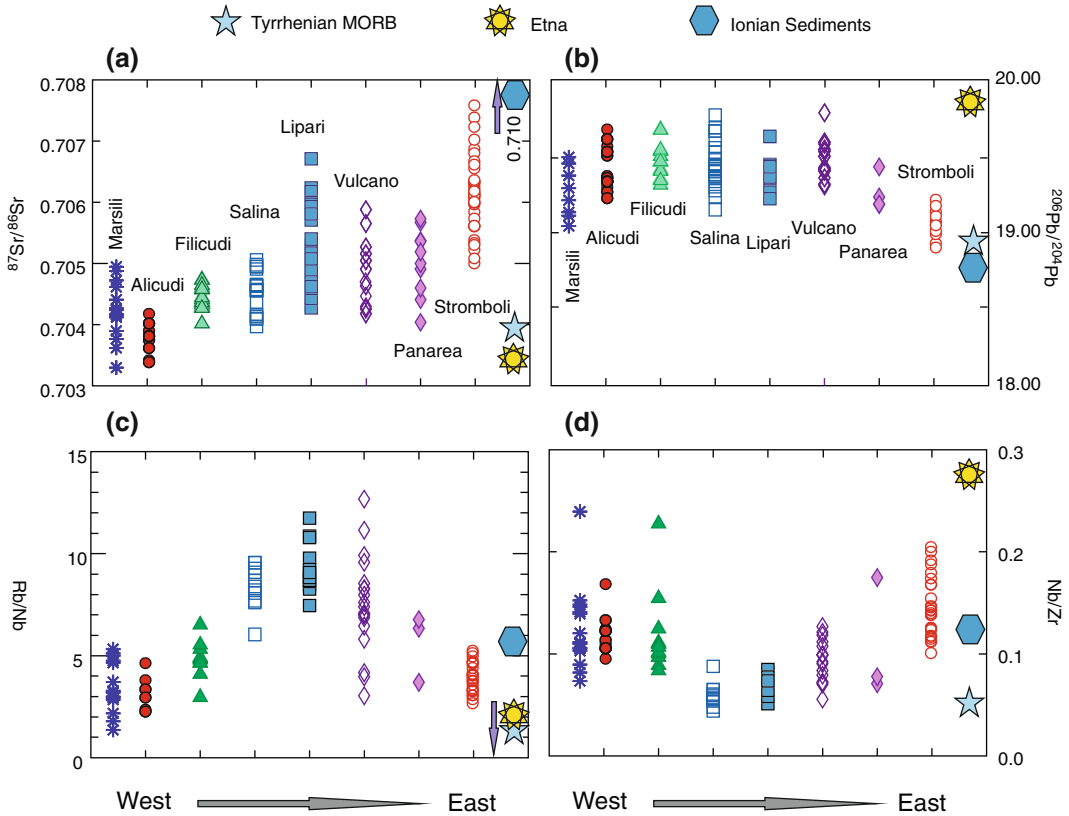 Tyrrhenian MORB Etna Ionian Sediments
(a) (b)
0.708
0.707
0.706
0.705
0.704
0.703
87Sr/86Sr
Marsili
Alicudi
Filicudi
Salina
Lipari
Vulcano
Panarea
Stromboli
0.710
20.00
19.00
18.00
206Pb/204Pb
Marsili
Alicudi
Filicudi
Salina
Lipari
Vulcano
Panarea
Stromboli
(c) (d)
15
10
5
0
Rb/Nb
0.3
0.2
0.1
0.0
Nb/Zr
West East West East